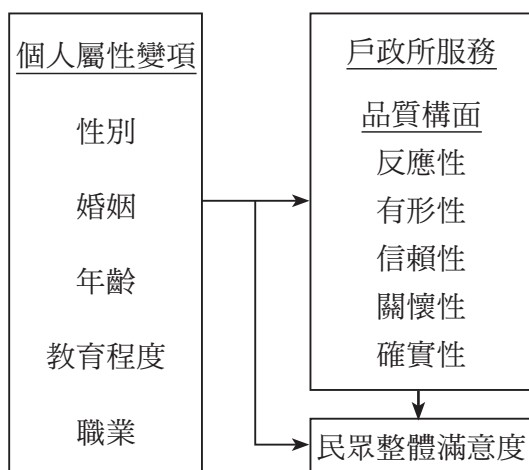 個人屬性變項
性別
婚姻
年齡
教育程度
職業
戶政所服務
品質構面
反應性
有形性
信賴性
關懷性
確實性
民眾整體滿意度